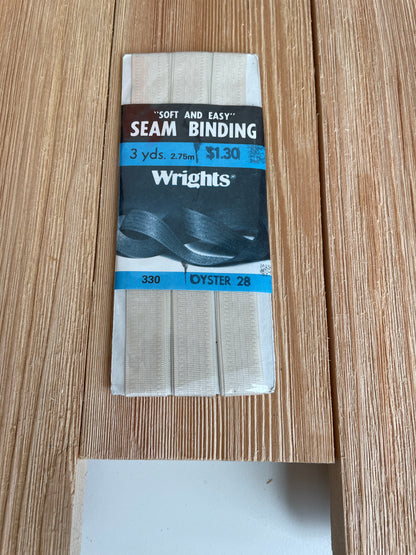 "SOFT AND EASY"
SEAM BINDING
3 yds. 2.75m $1.30
Wrights®
330 OYSTER 28